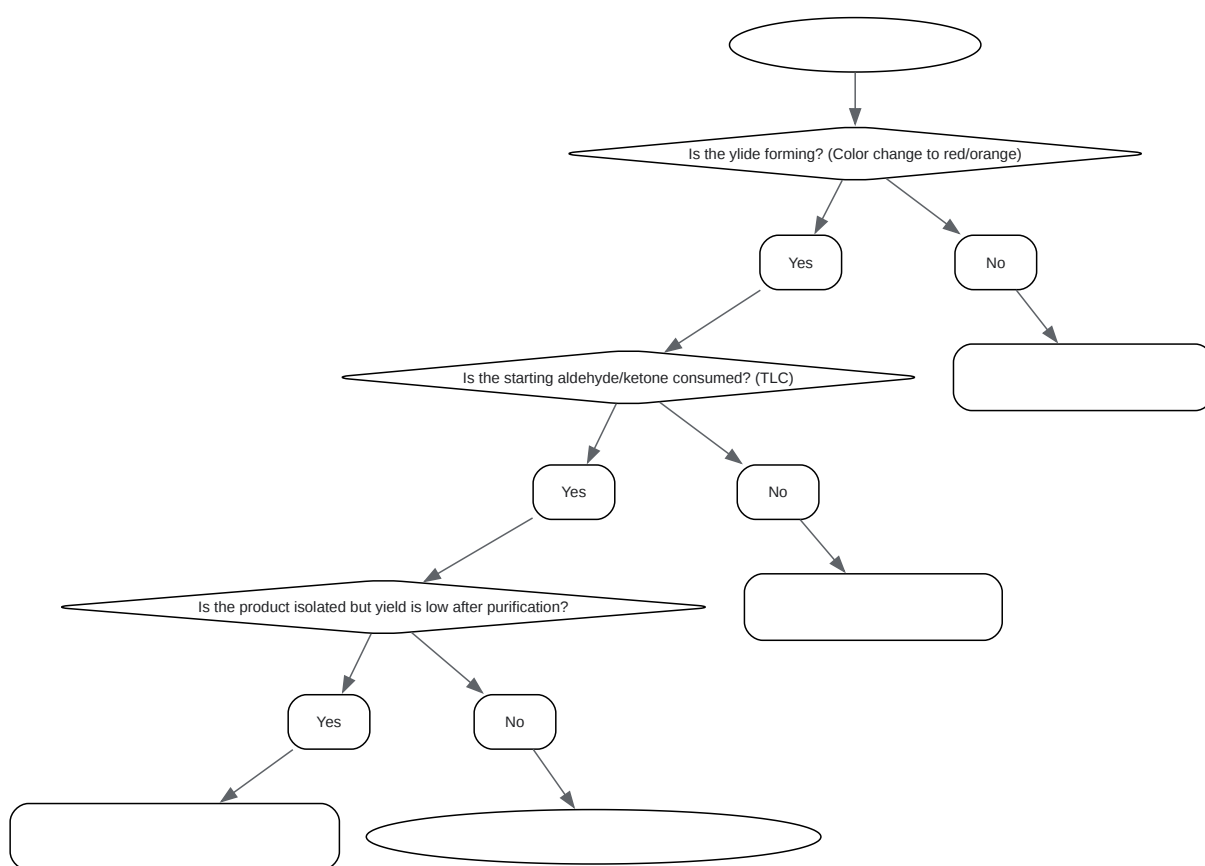 Is the ylide forming? (Color change to red/orange)
Yes
No
Is the starting aldehyde/ketone consumed? (TLC)
Yes
No
Is the product isolated but yield is low after purification?
Yes
No